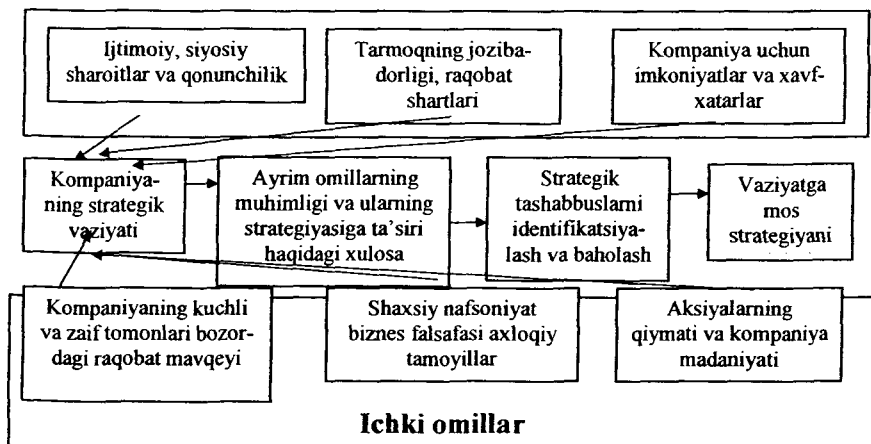 Ijtimoiy, siyosiy
sharoitlar va qonunchilik
Tarmoqning joziba-
dorligi, raqobat
shartlari
Kompaniya uchun
imkoniyatlar va xavf-
xatarlar
Kompaniya-
ning strategik
vaziyati
Ayrim omillarning
muhimligi va ularning
strategiyasiga ta'siri
haqidagi xulosa
Strategik
tashabbuslarni
identifikatsiya-
lash va baholash
Vaziyatga
mos
strategiyani
Kompaniyaning kuchli
va zaif tomonlari bozor-
dagi raqobat mavqeyi
Shaxsiy nafsoniyat
biznes falsafasi axloqiy
tamoyillar
Aksiyalarning
qiymati va kompaniya
madaniyati
Ichki omillar